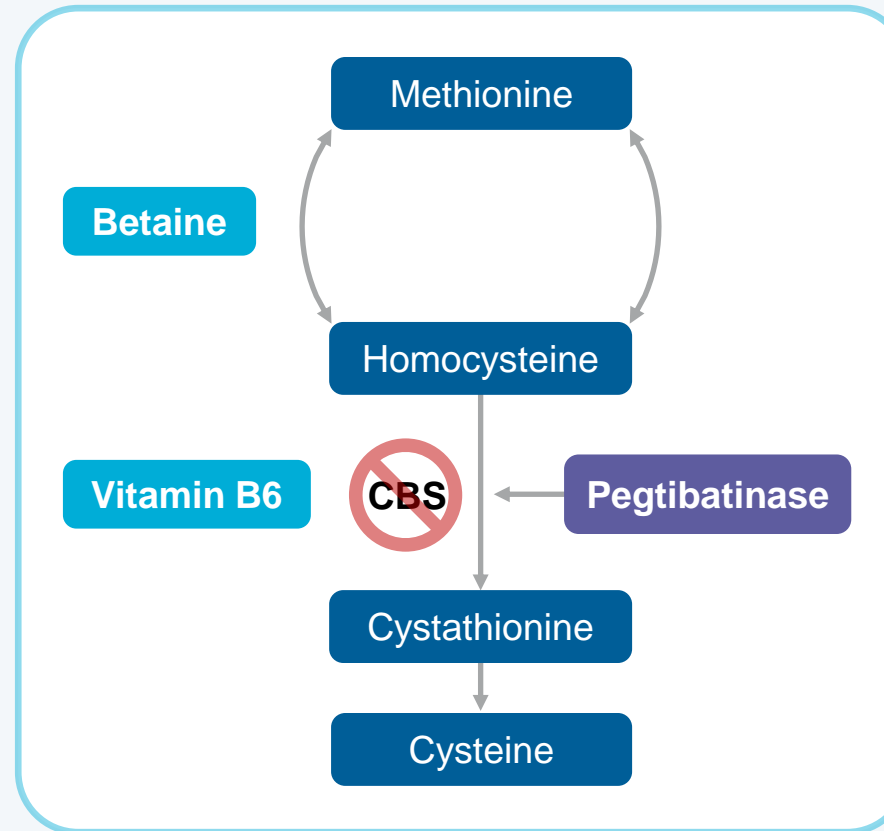 Methionine
Betaine
Homocysteine
Vitamin B6
CBS
Pegtibatinase
Cystathionine
Cysteine